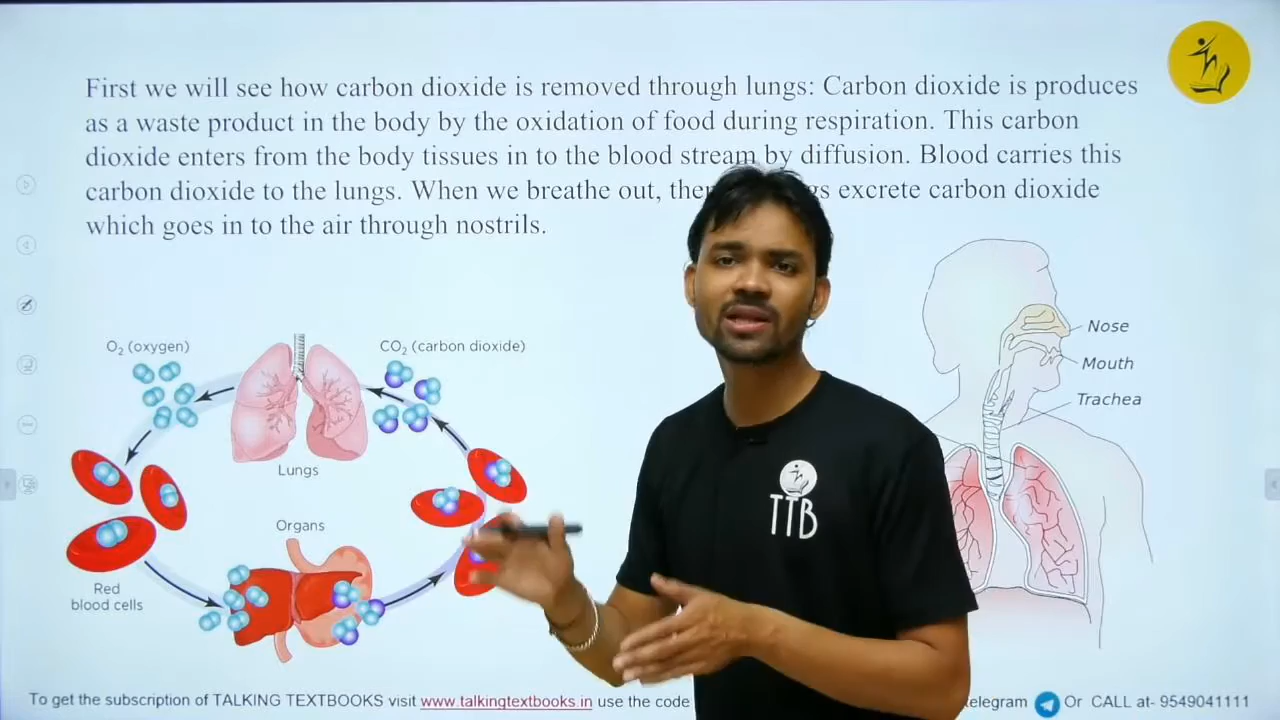 First we will see how carbon dioxide is removed through lungs: Carbon dioxide is produces
as a waste product in the body by the oxidation of food during respiration. This carbon
dioxide enters from the body tissues in to the blood stream by diffusion. Blood carries this
carbon dioxide to the lungs. When we breathe out, excrete carbon dioxide
which goes in to the air through nostrils.
O₂ (oxygen)
CO₂ (carbon dioxide)
Nose
Mouth
Trachea
Lungs
Organs
Red
blood cells
TTB
To get the subscription of TALKING TEXTBOOKS visit www.talkingtextbooks.in use the code
Or CALL at- 9549041111